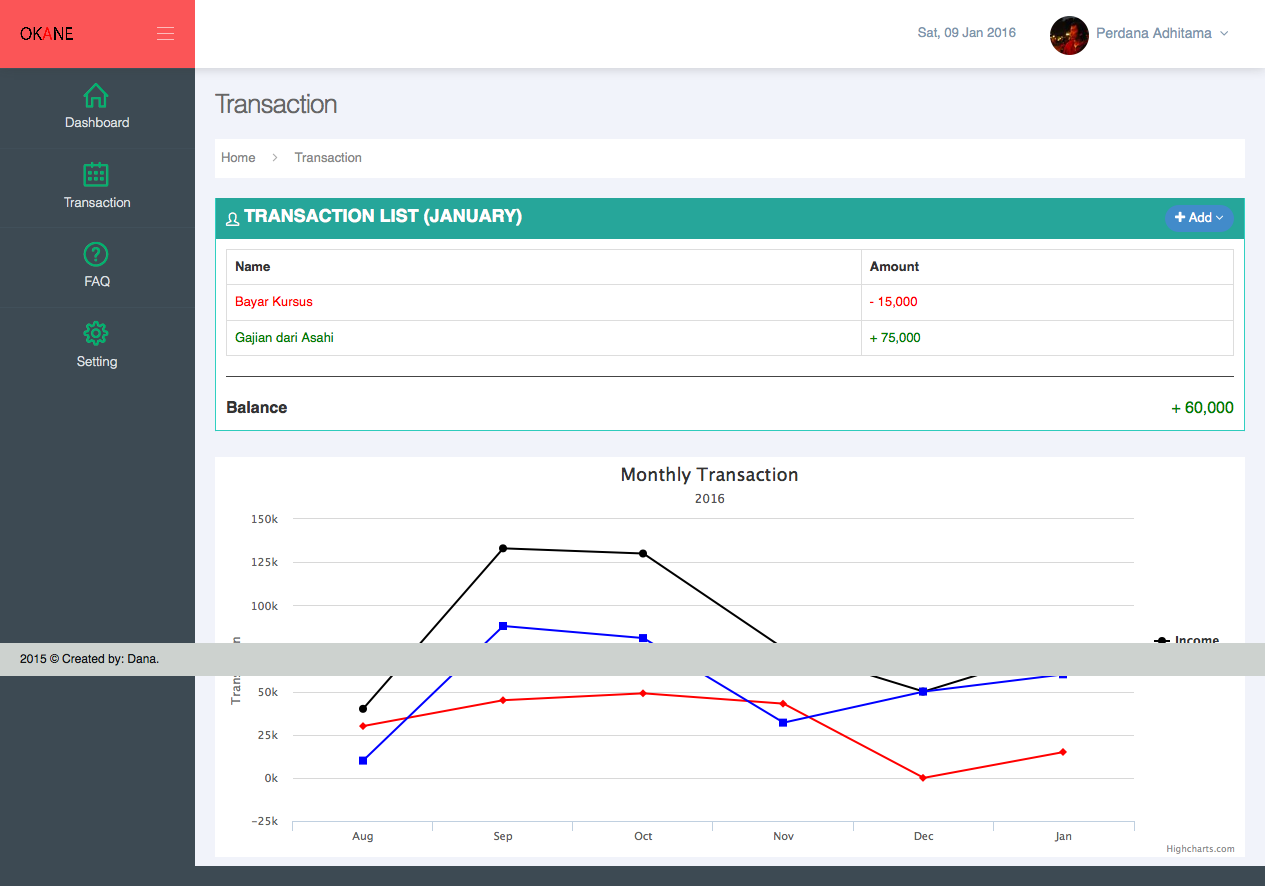 OKANE
Sat, 09 Jan 2016
Perdana Adhitama
Dashboard
Transaction
FAQ
Setting
Transaction
Home
Transaction
TRANSACTION LIST (JANUARY)
Add
Name Amount
Bayar Kursus - 15,000
Gajian dari Asahi + 75,000
Balance + 60,000
Monthly Transaction
2016
150k
125k
100k
Income
2015 © Created by: Dana.
50k
25k
0k
-25k
Aug Sep Oct Nov Dec Jan
Highcharts.com